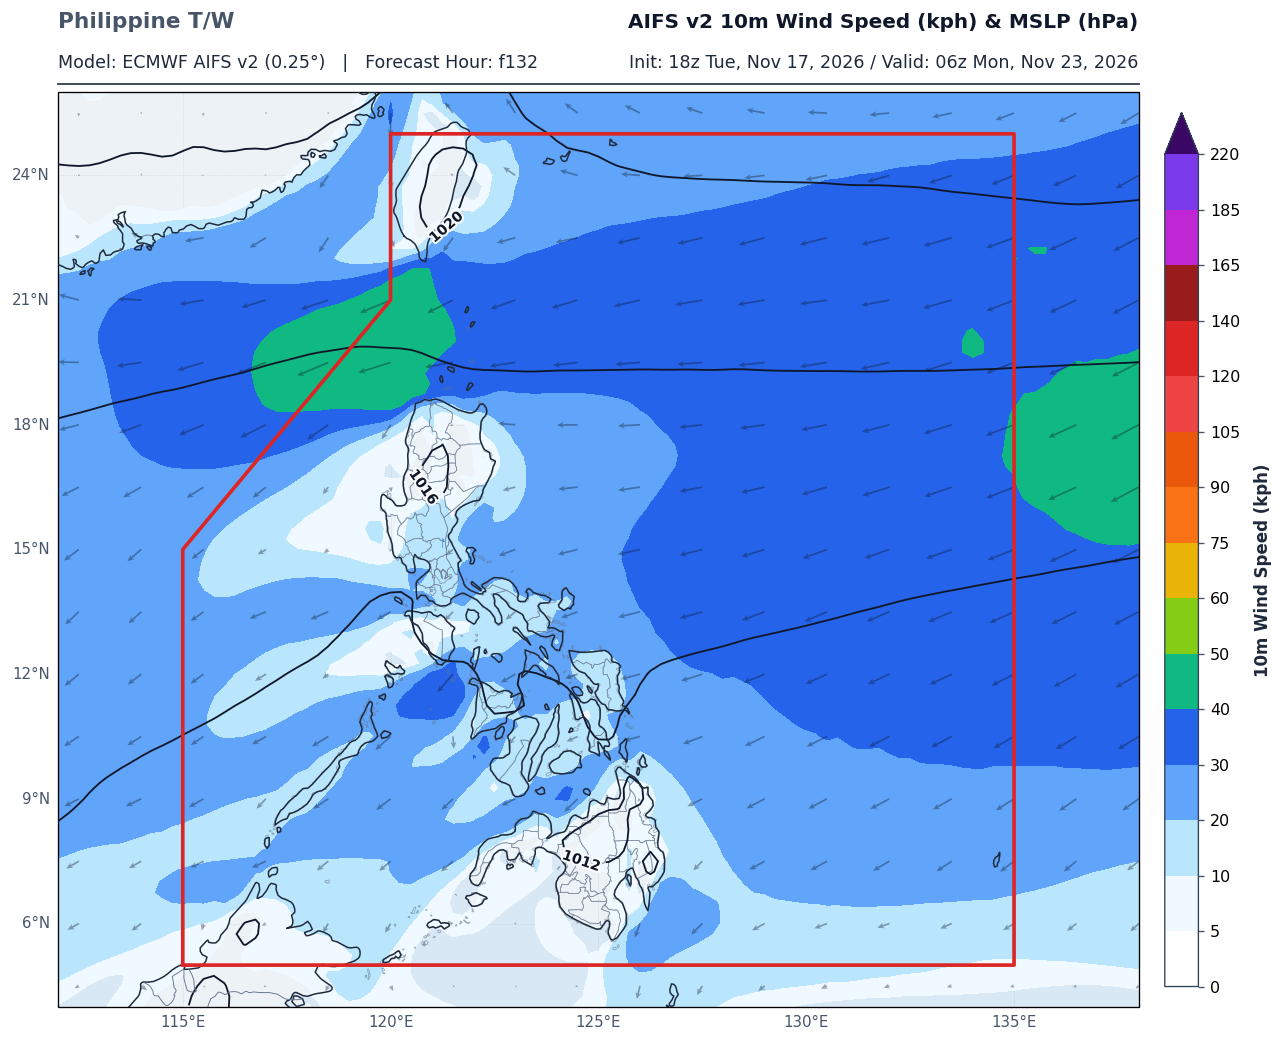 Philippine T/W
AIFS v2 10m Wind Speed (kph) & MSLP (hPa)
Model: ECMWF AIFS v2 (0.25°)   |   Forecast Hour: f132
Init: 18z Tue, Nov 17, 2026 / Valid: 06z Mon, Nov 23, 2026
24°N
21°N
18°N
15°N
12°N
9°N
6°N
1020
1016
1012
115°E
120°E
125°E
130°E
135°E
220
185
165
140
120
105
90
75
60
50
40
30
20
10
5
0
10m Wind Speed (kph)